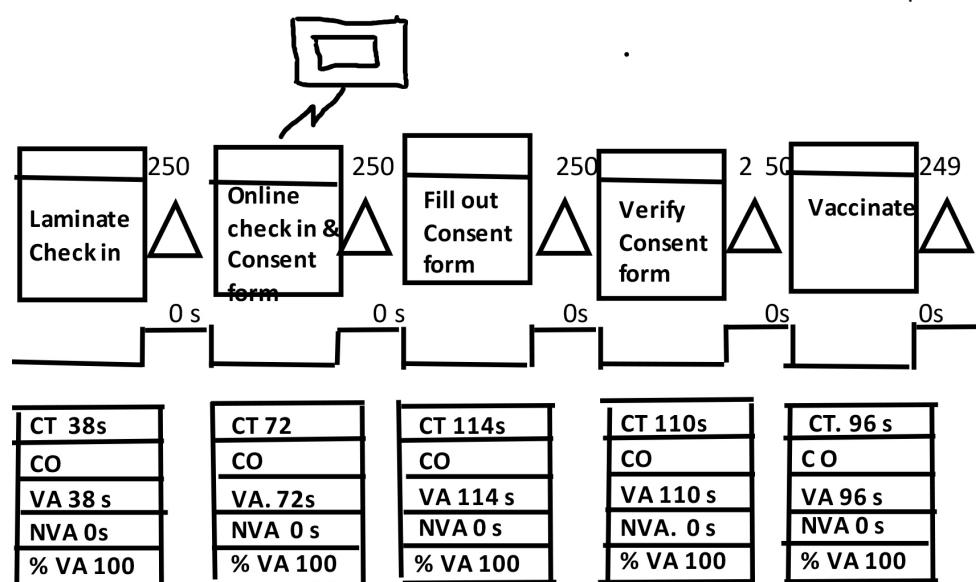 250
250
250
2 50
249
Laminate
Check in
Online
check in &
Consent
form
Fill out
Consent
form
Verify
Consent
form
Vaccinate
0 s
0 s
0s
0s
0s
CT 38s
CO
VA 38 s
NVA 0s
% VA 100
CT 72
CO
VA. 72s
NVA 0 s
% VA 100
CT 114s
CO
VA 114 s
NVA 0 s
% VA 100
CT 110s
CO
VA 110 s
NVA. 0 s
% VA 100
CT. 96 s
C O
VA 96 s
NVA 0 s
% VA 100